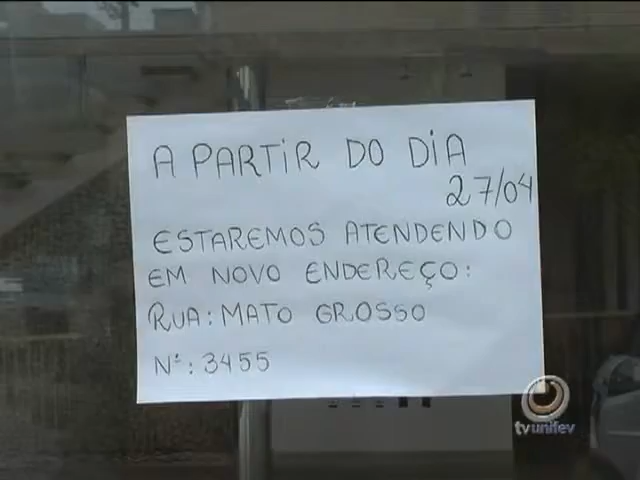 A PARTIR DO DIA
27/04
ESTAREMOS ATENDENDO
EM NOVO ENDEREÇO:
RUA: MATO GROSSO
Nº: 3455
tvunifev